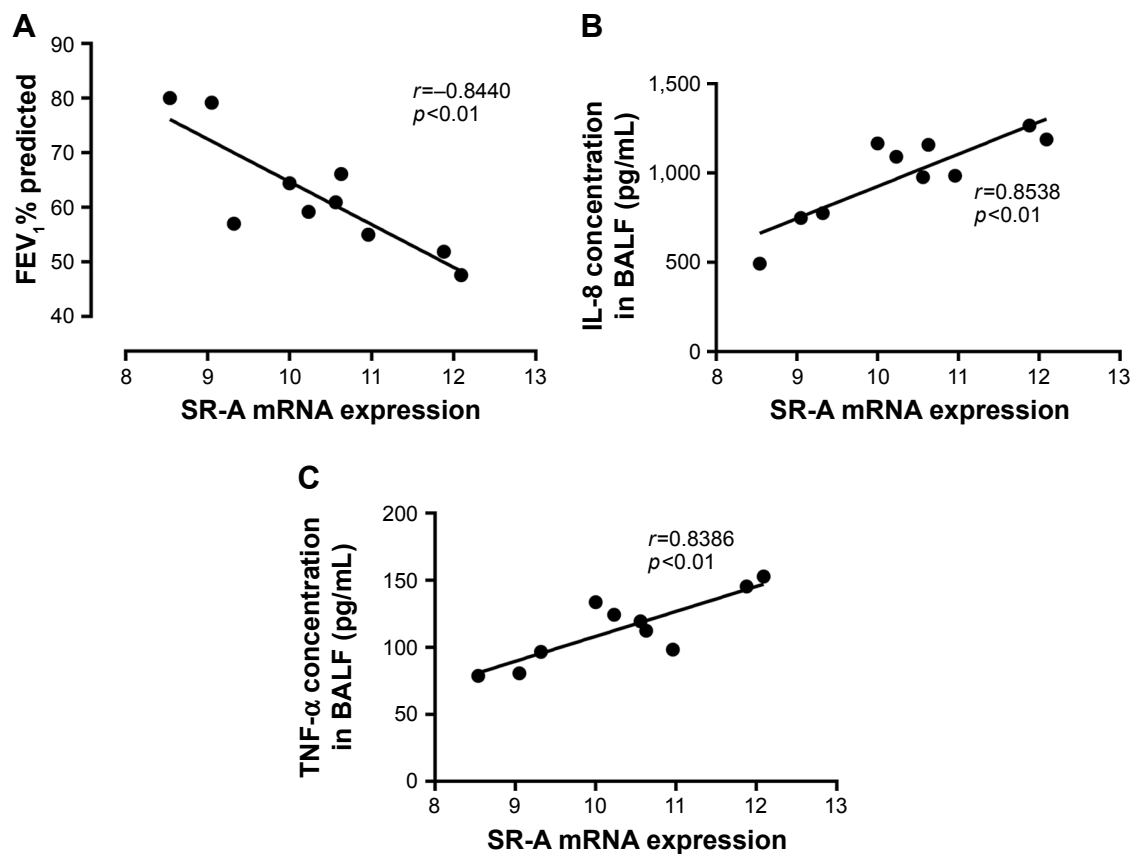 A
FEV1% predicted
90
80
70
60
50
40
r=–0.8440
p<0.01
8 9 10 11 12 13
SR-A mRNA expression
B
IL-8 concentration
in BALF (pg/mL)
1,500
1,000
500
0
r=0.8538
p<0.01
8 9 10 11 12 13
SR-A mRNA expression
C
TNF-α concentration
in BALF (pg/mL)
200
150
100
50
0
r=0.8386
p<0.01
8 9 10 11 12 13
SR-A mRNA expression